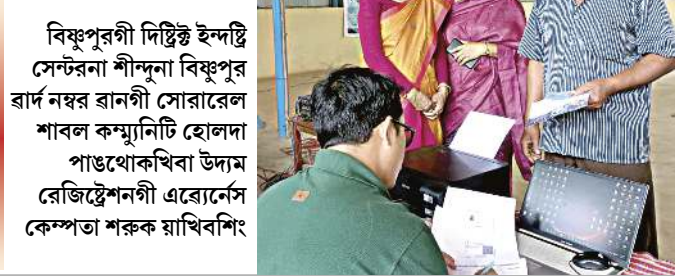 বিষ্ণুপুরগী দিষ্ট্রিক্ট ইন্দষ্ট্রি
সেন্টরনা শীন্দুনা বিষ্ণুপুর
ৱার্দ নম্বর ৱানগী সোরারেল
শাবল কম্ম্যুনিটি হোলদা
পাঙথোকখিবা উদ্যম
রেজিষ্ট্রেশনগী এৱ্যের্নেস
কেম্পতা শরুক য়াখিবশিং